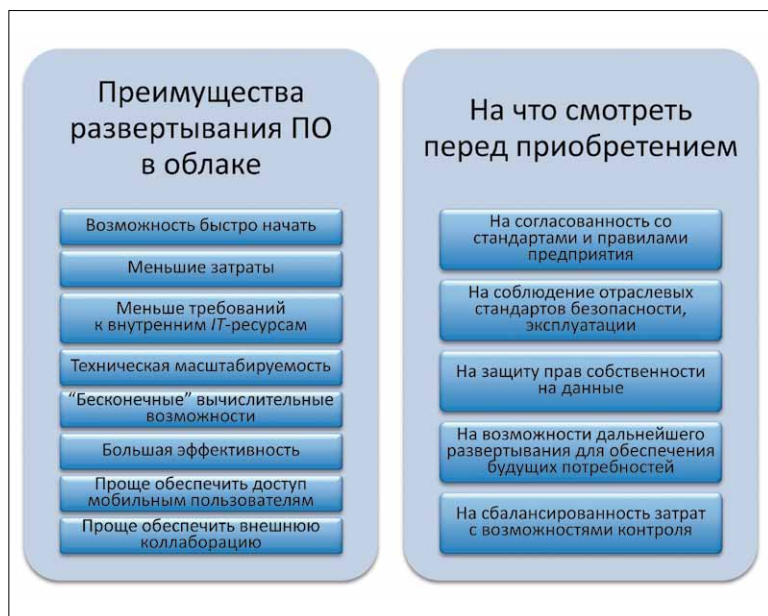 Преимущества
развертывания ПО
в облаке
Возможность быстро начать
Меньшие затраты
Меньше требований
к внутренним IT-ресурсам
Техническая масштабируемость
“Бесконечные” вычислительные
возможности
Большая эффективность
Проще обеспечить доступ
мобильным пользователям
Проще обеспечить внешнюю
коллаборацию
На что смотреть
перед приобретением
На согласованность со
стандартами и правилами
предприятия
На соблюдение отраслевых
стандартов безопасности,
эксплуатации
На защиту прав собственности
на данные
На возможности дальнейшего
развертывания для обеспечения
будущих потребностей
На сбалансированность затрат
с возможностями контроля